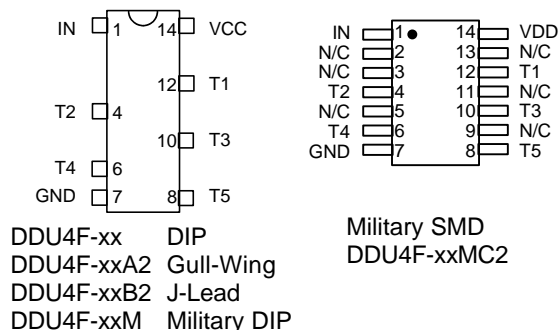 IN 1 14 VCC
12 T1
T2 4
10 T3
T4 6
GND 7 8 T5
DDU4F-xx DIP
DDU4F-xxA2 Gull-Wing
DDU4F-xxB2 J-Lead
DDU4F-xxM Military DIP
IN 1 14 VDD
N/C 2 13 N/C
N/C 3 12 T1
T2 4 11 N/C
N/C 5 10 T3
T4 6 9 N/C
GND 7 8 T5
Military SMD
DDU4F-xxMC2